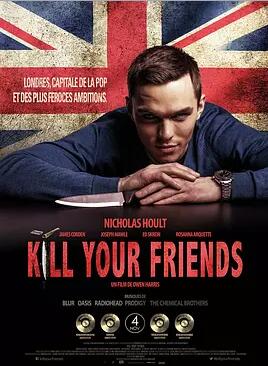 LONDRES, CAPITALE DE LA POP
ET DES PLUS FEROCES AMBITIONS.
NICHOLAS HOULT
JAMES CORDEN JOSEPH MAWLE ED SKREIN ROSANNA ARQUETTE
KILL YOUR FRIENDS
UN FILM DE OWEN HARRIS
MUSIQUES DE
BLUR OASIS RADIOHEAD PRODIGY THE CHEMICAL BROTHERS
4
NOV